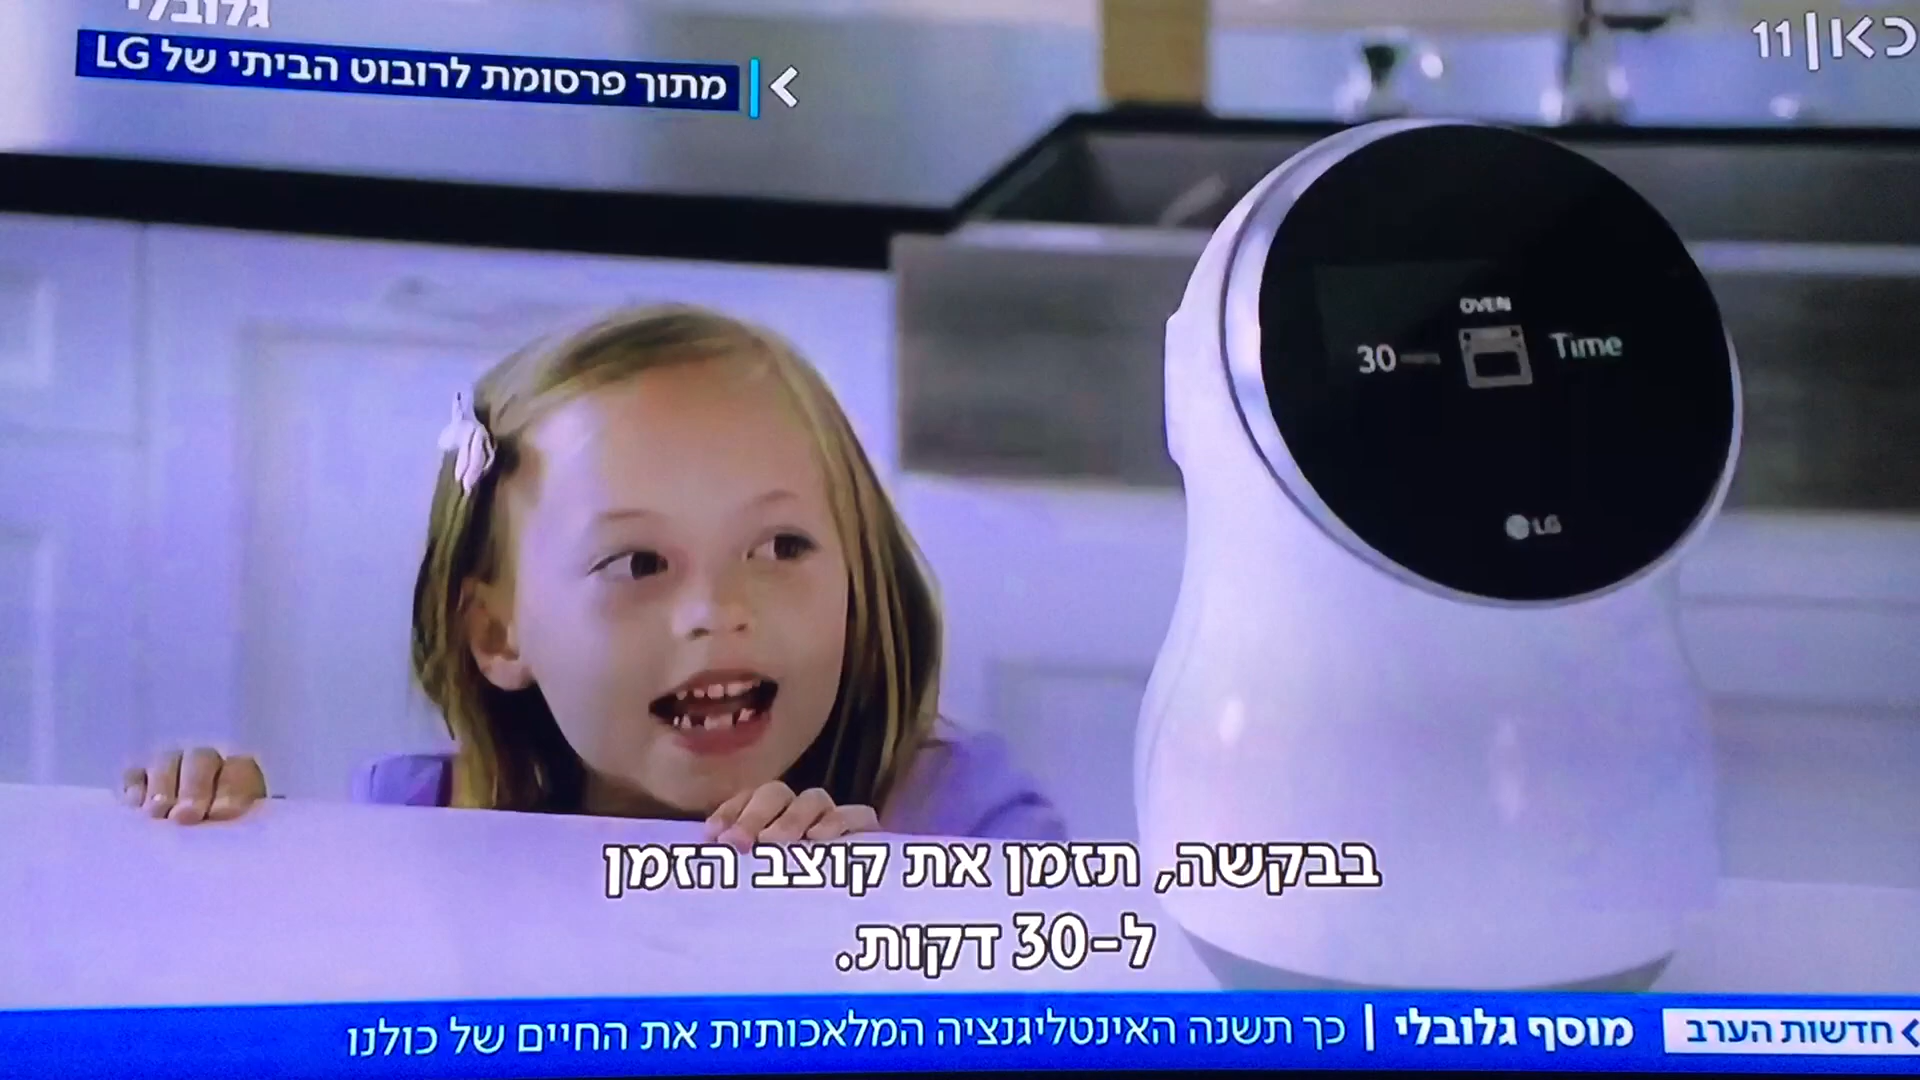 גלובלי
כאן|11
מתוך פרסומת לרובוט הביתי של LG
OVEN
30 Time
LG
בבקשה, תזמן את קוצב הזמן
ל-30 דקות.
חדשות הערב מוסף גלובלי | כך תשנה האינטליגנציה המלאכותית את החיים של כולנו